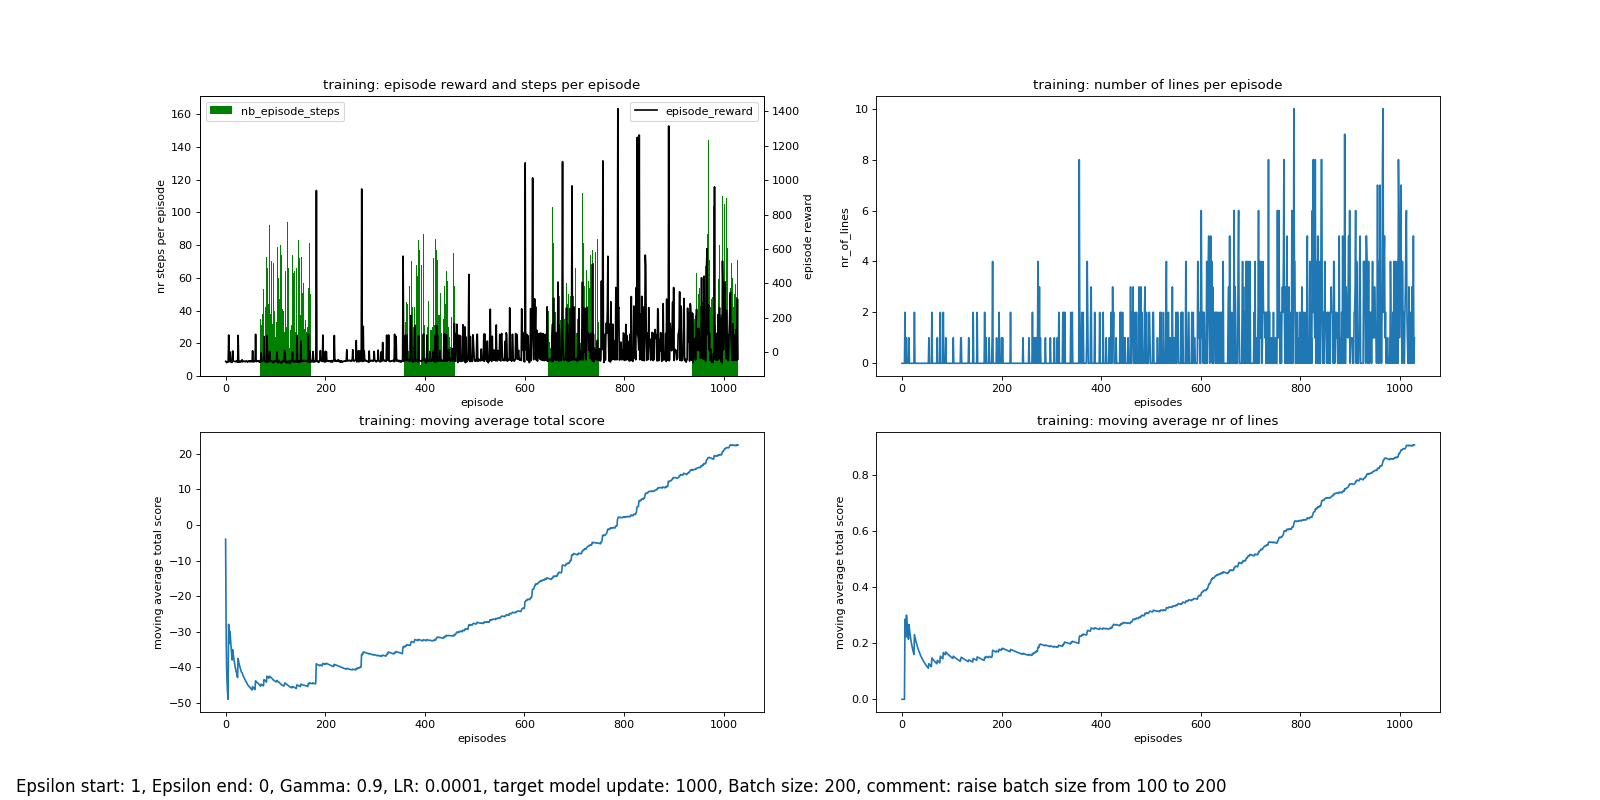 training: episode reward and steps per episode
nb_episode_steps
episode_reward
160
140
120
100
80
60
40
20
0
nr steps per episode
1400
1200
1000
800
600
400
200
0
episode reward
0 200 400 600 800 1000
episode
training: number of lines per episode
10
8
6
4
2
0
nr_of_lines
0 200 400 600 800 1000
episodes
training: moving average total score
20
10
0
−10
−20
−30
−40
−50
moving average total score
0 200 400 600 800 1000
episodes
training: moving average nr of lines
0.8
0.6
0.4
0.2
0.0
moving average total score
0 200 400 600 800 1000
episodes
Epsilon start: 1, Epsilon end: 0, Gamma: 0.9, LR: 0.0001, target model update: 1000, Batch size: 200, comment: raise batch size from 100 to 200